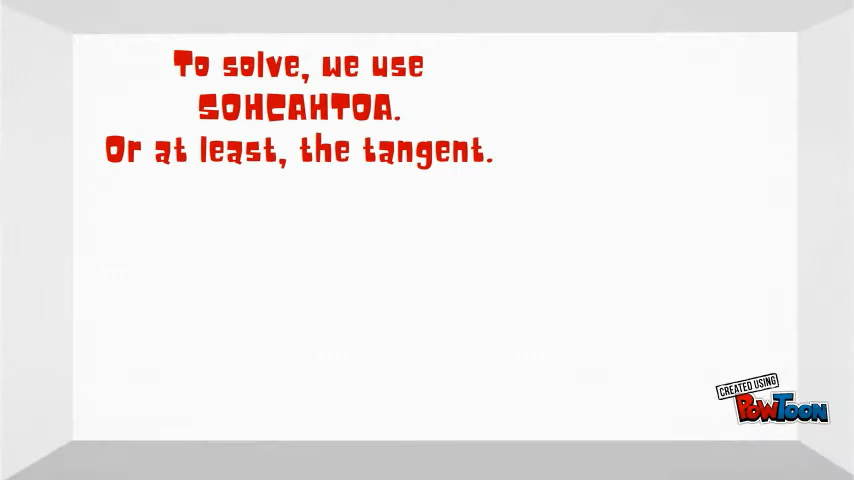 To solve, we use
SOHCAHTOA.
Or at least, the tangent.
CREATED USING
POWTOON